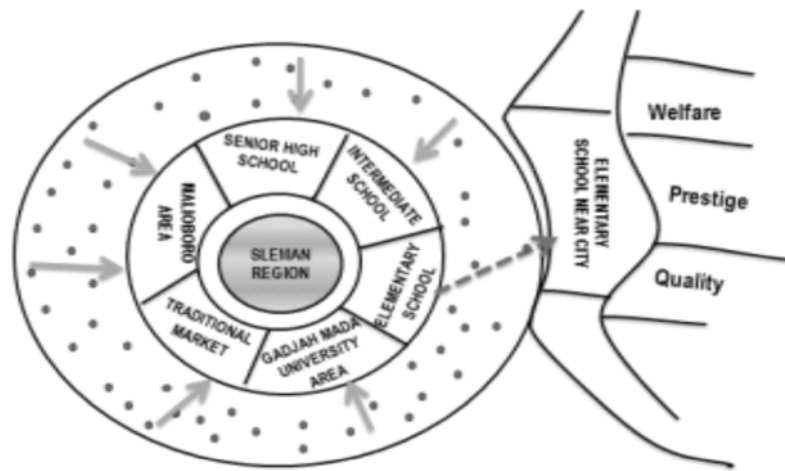 SENIOR HIGH
SCHOOL
INTERMEDIATE
SCHOOL
MALIOBORO
AREA
SLEMAN
REGION
ELEMENTARY
SCHOOL
TRADITIONAL
MARKET
GADJAH MADA
UNIVERSITY
AREA
ELEMENTARY
SCHOOL NEAR CITY
Welfare
Prestige
Quality